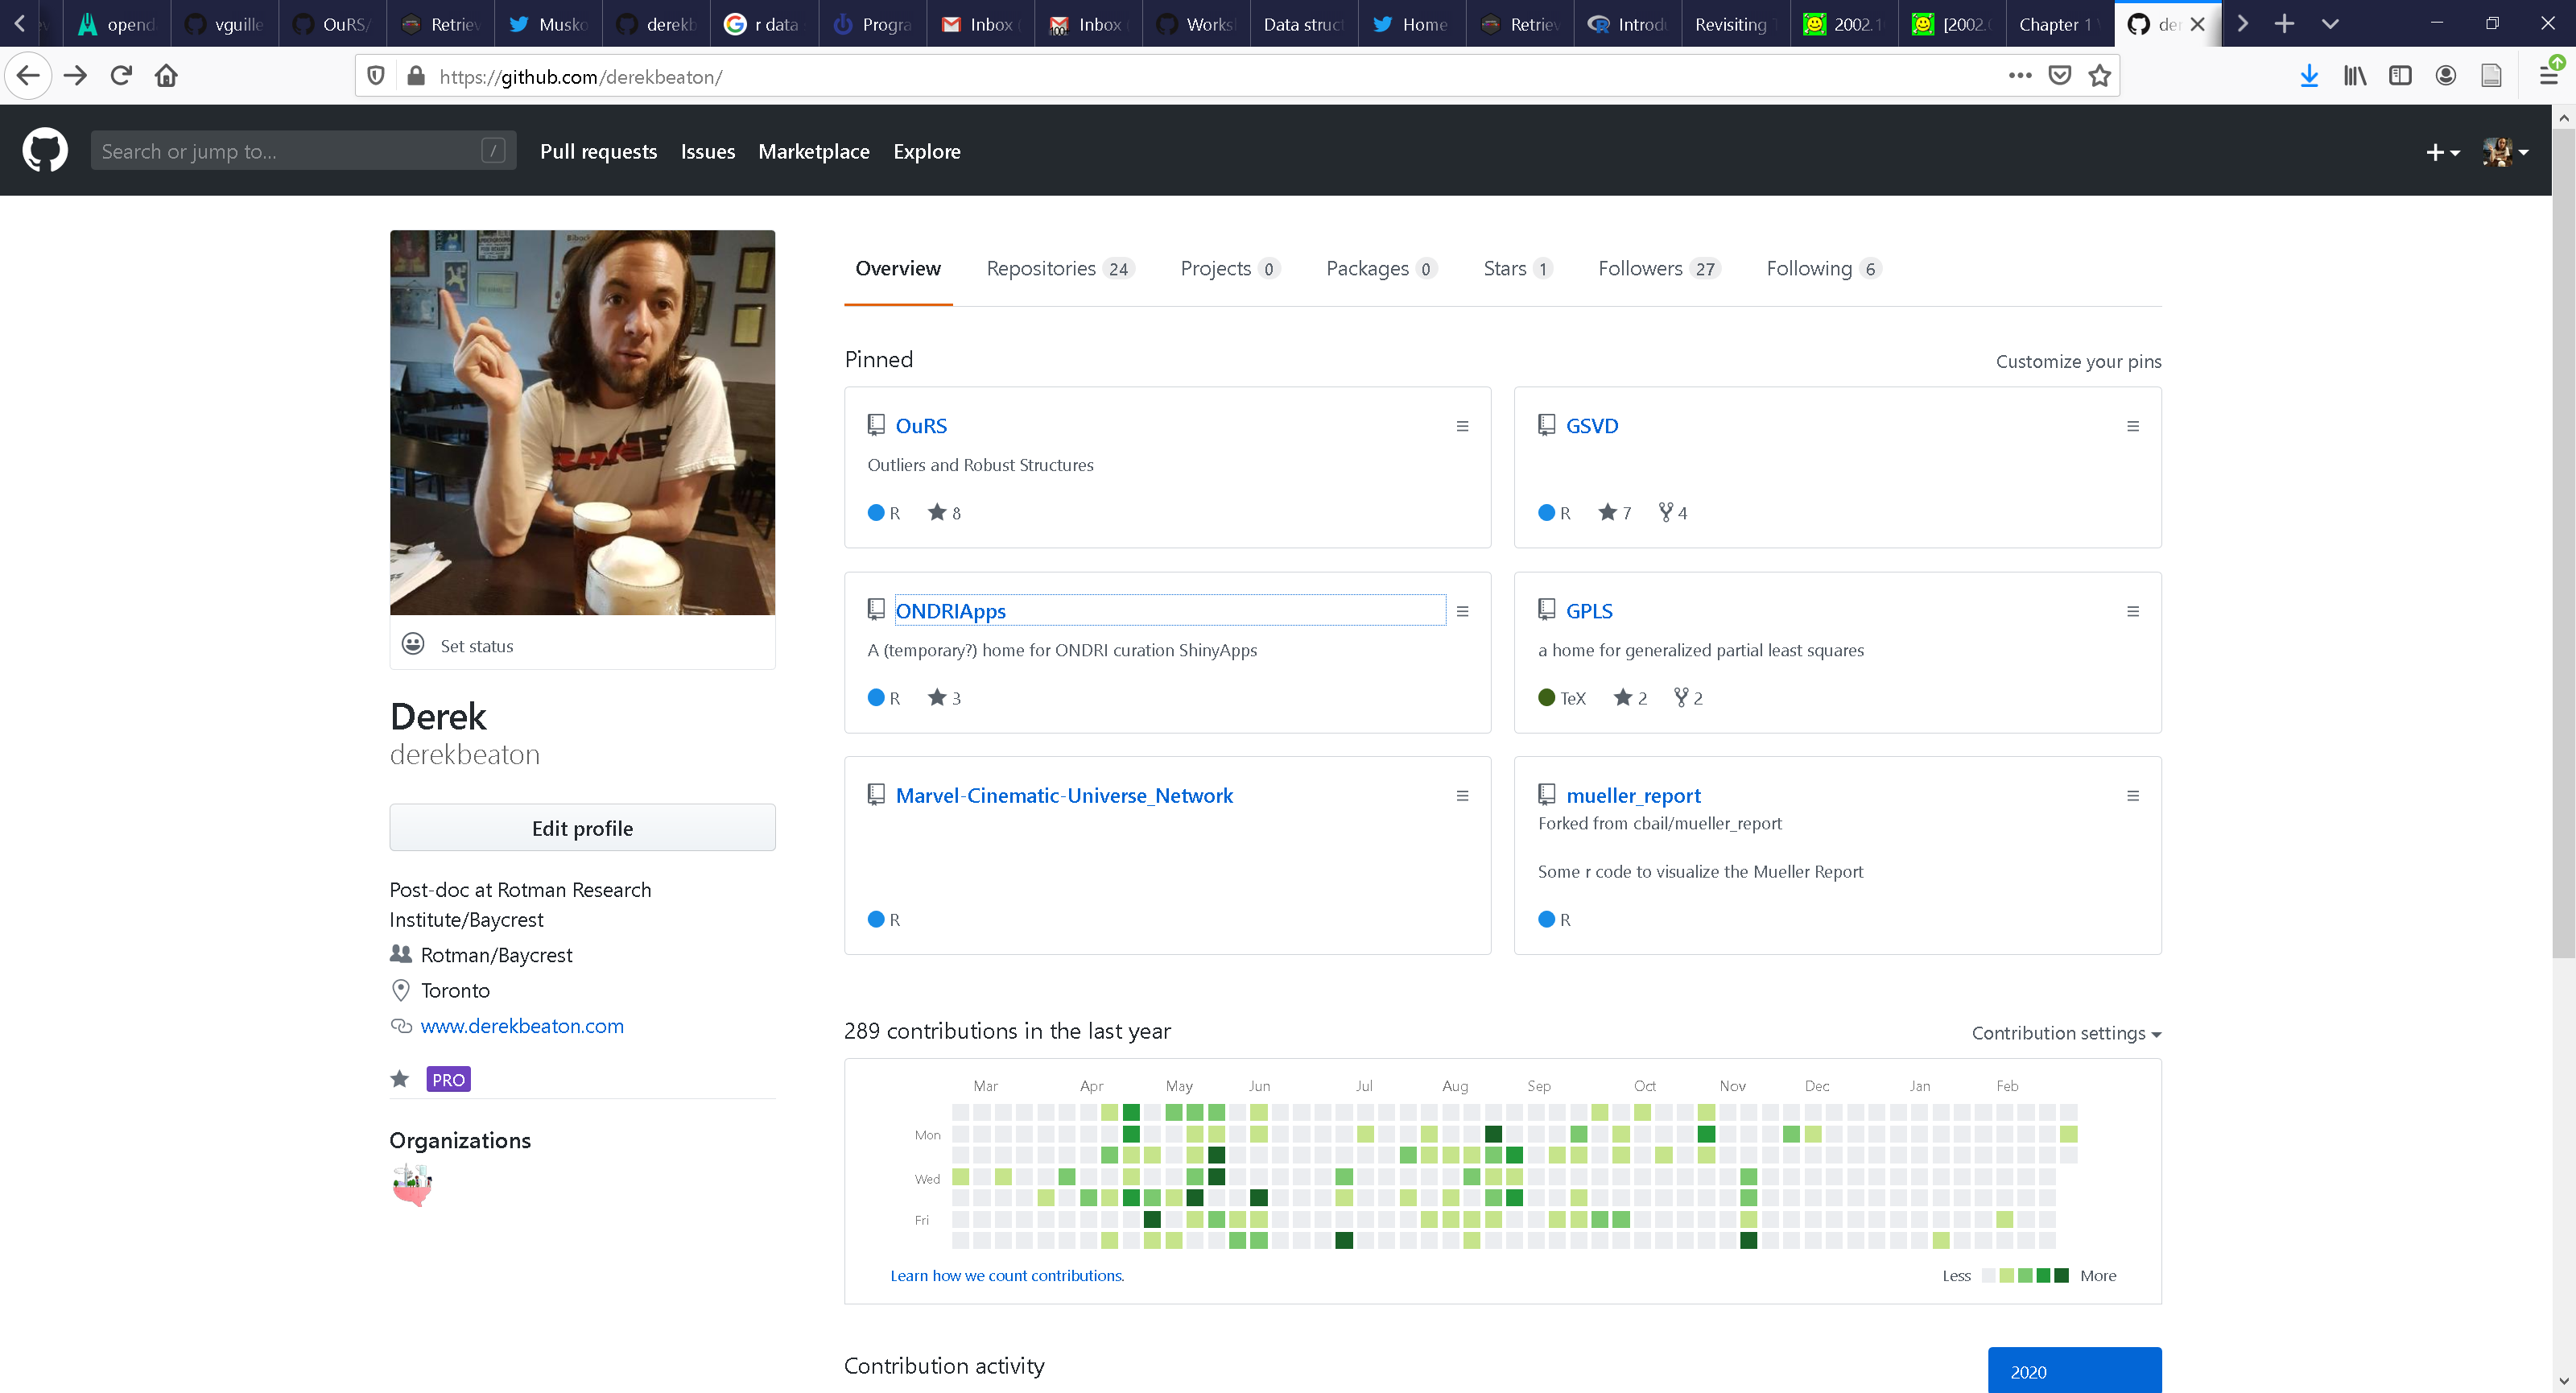 opend
vguille
OuRS/
Retriev
Musko
derekb
r data
Progra
Inbox (
Inbox (
Works
Data struct
Home
Retriev
Introdu
Revisiting
2002.1
[2002.
Chapter 1
der
https://github.com/derekbeaton/
Search or jump to...
/
Pull requests
Issues
Marketplace
Explore
Overview
Repositories 24
Projects 0
Packages 0
Stars 1
Followers 27
Following 6
Set status
Derek
derekbeaton
Edit profile
Post-doc at Rotman Research
Institute/Baycrest
Rotman/Baycrest
Toronto
www.derekbeaton.com
PRO
Organizations
Pinned
Customize your pins
OuRS
Outliers and Robust Structures
R 8
GSVD
R 7 4
ONDRIApps
A (temporary?) home for ONDRI curation ShinyApps
R 3
GPLS
a home for generalized partial least squares
TeX 2 2
Marvel-Cinematic-Universe_Network
R
mueller_report
Forked from cbail/mueller_report
Some r code to visualize the Mueller Report
R
289 contributions in the last year
Contribution settings
Mar Apr May Jun Jul Aug Sep Oct Nov Dec Jan Feb
Mon
Wed
Fri
Learn how we count contributions.
Less More
Contribution activity
2020